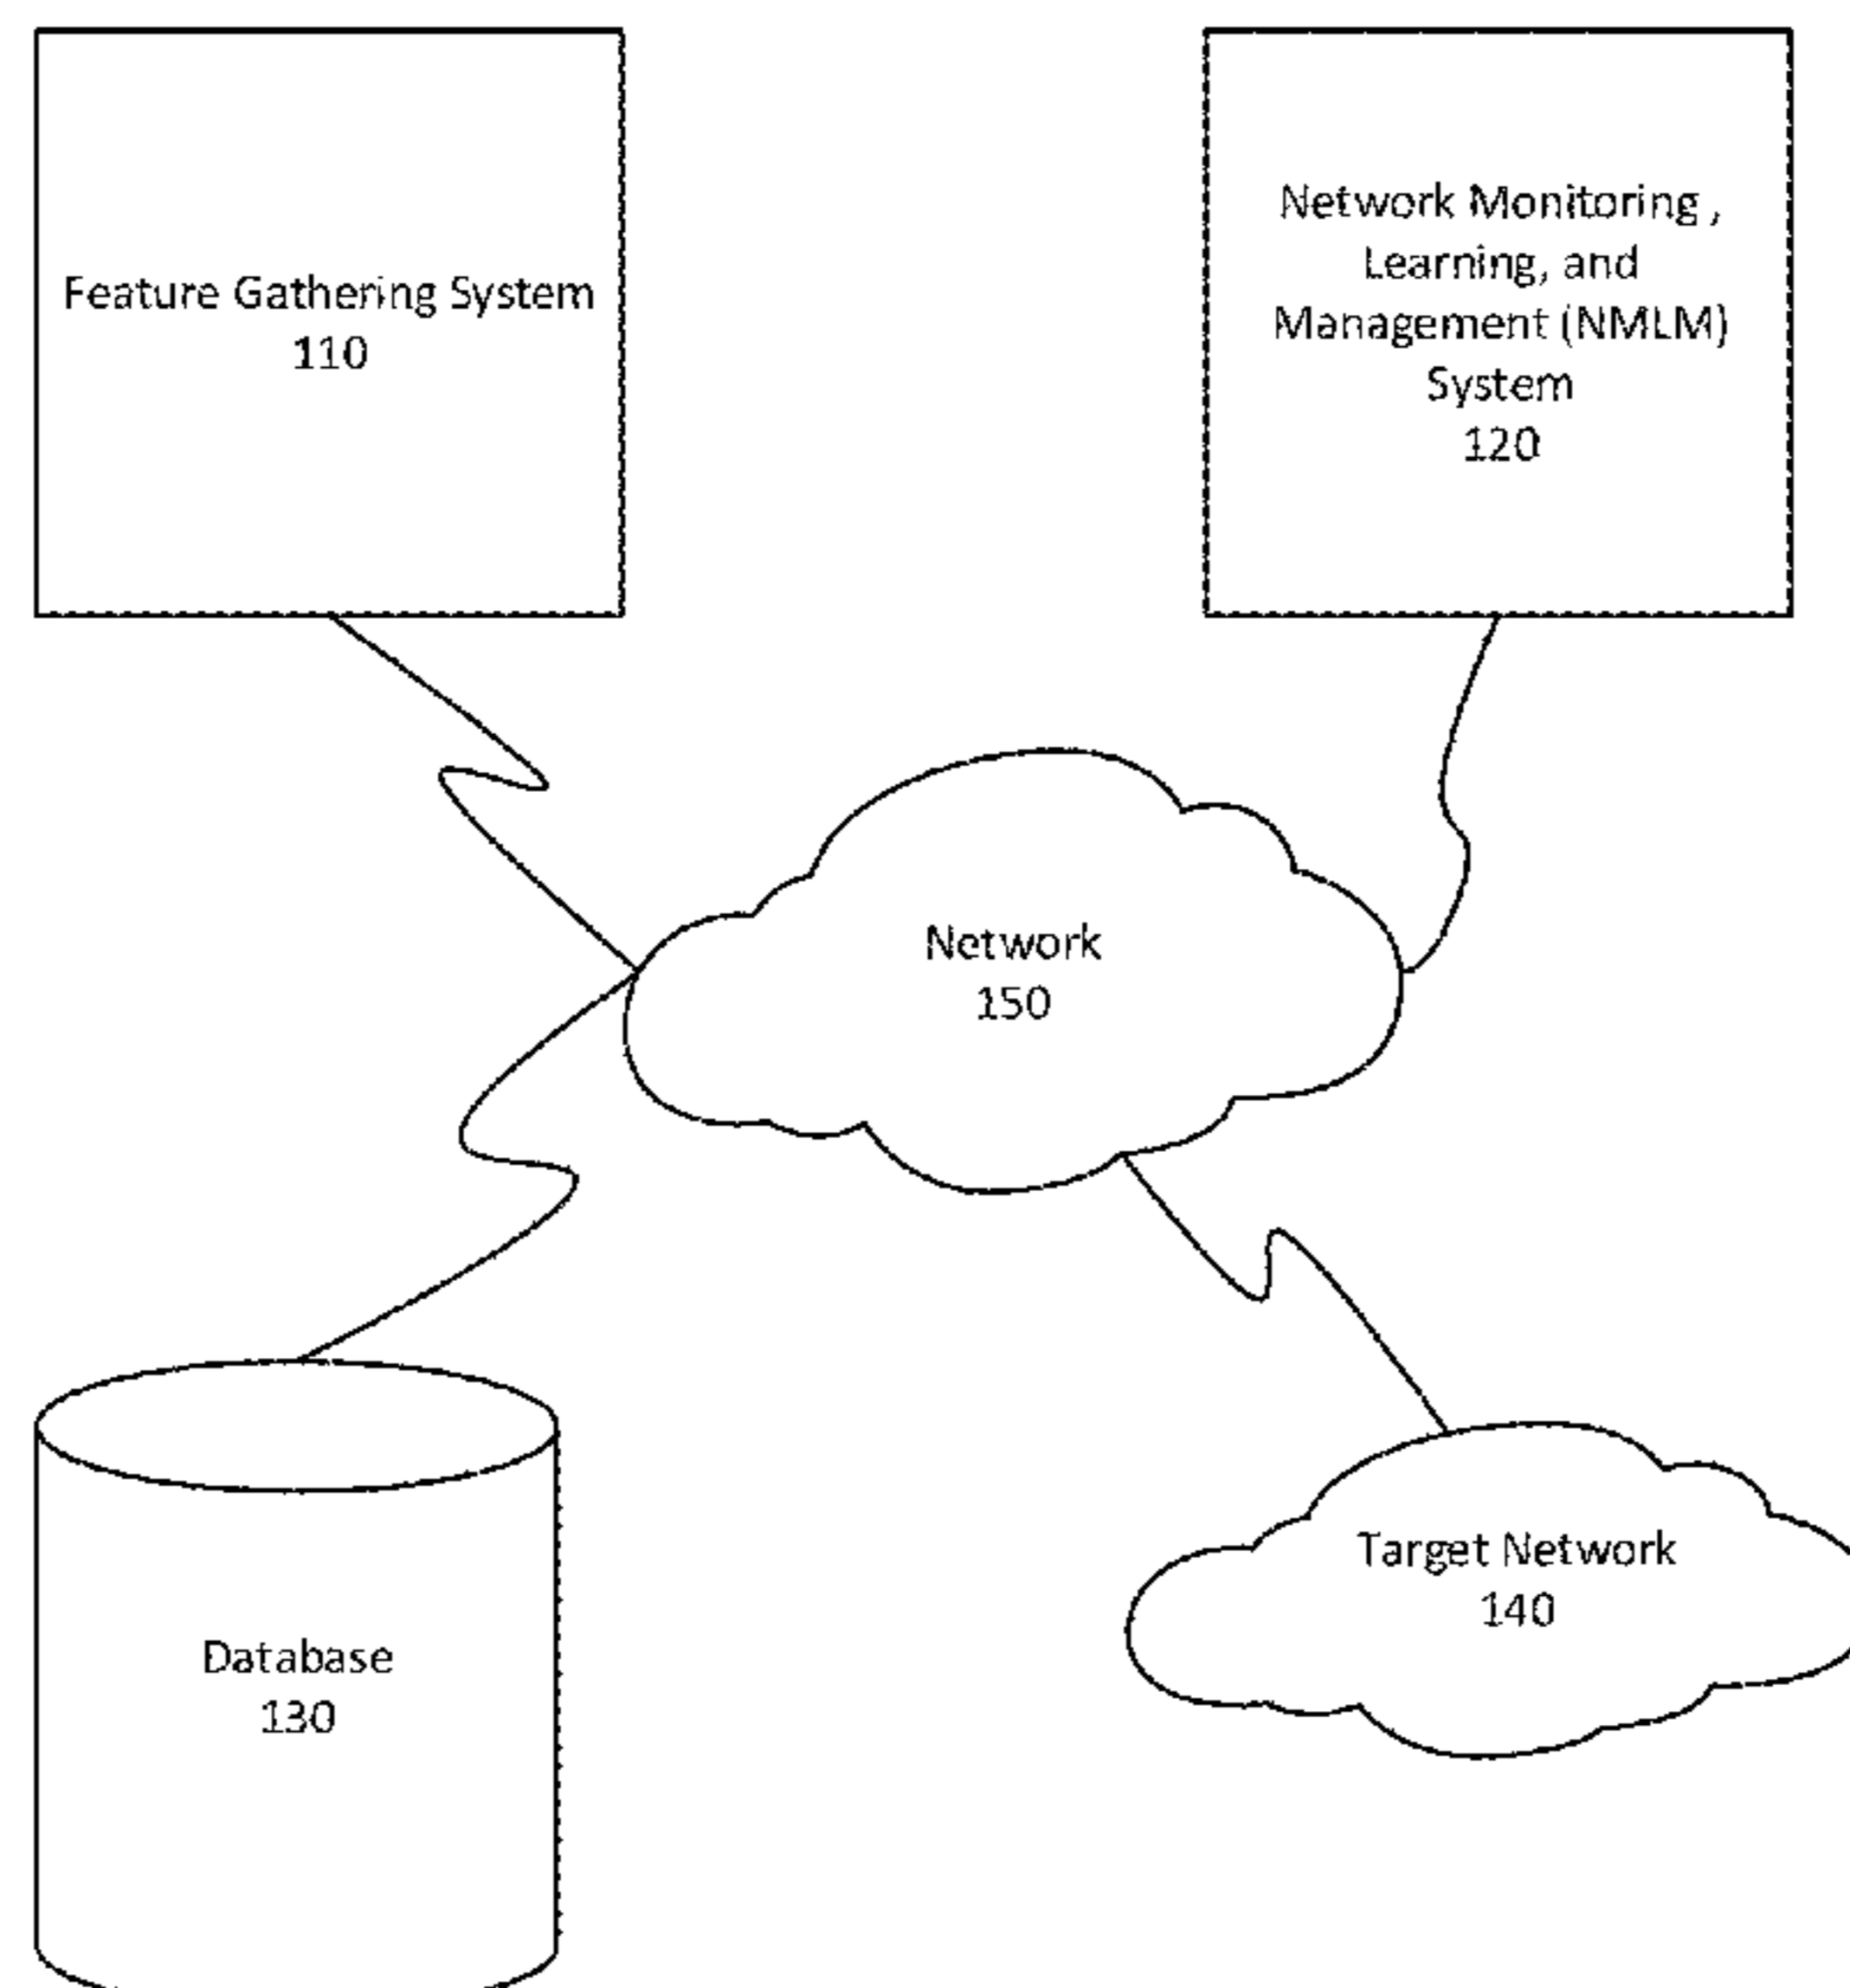 Feature Gathering System
110
Network Monitoring ,
Learning, and
Management (NMLM)
System
120
Network
150
Target Network
140
Database
130